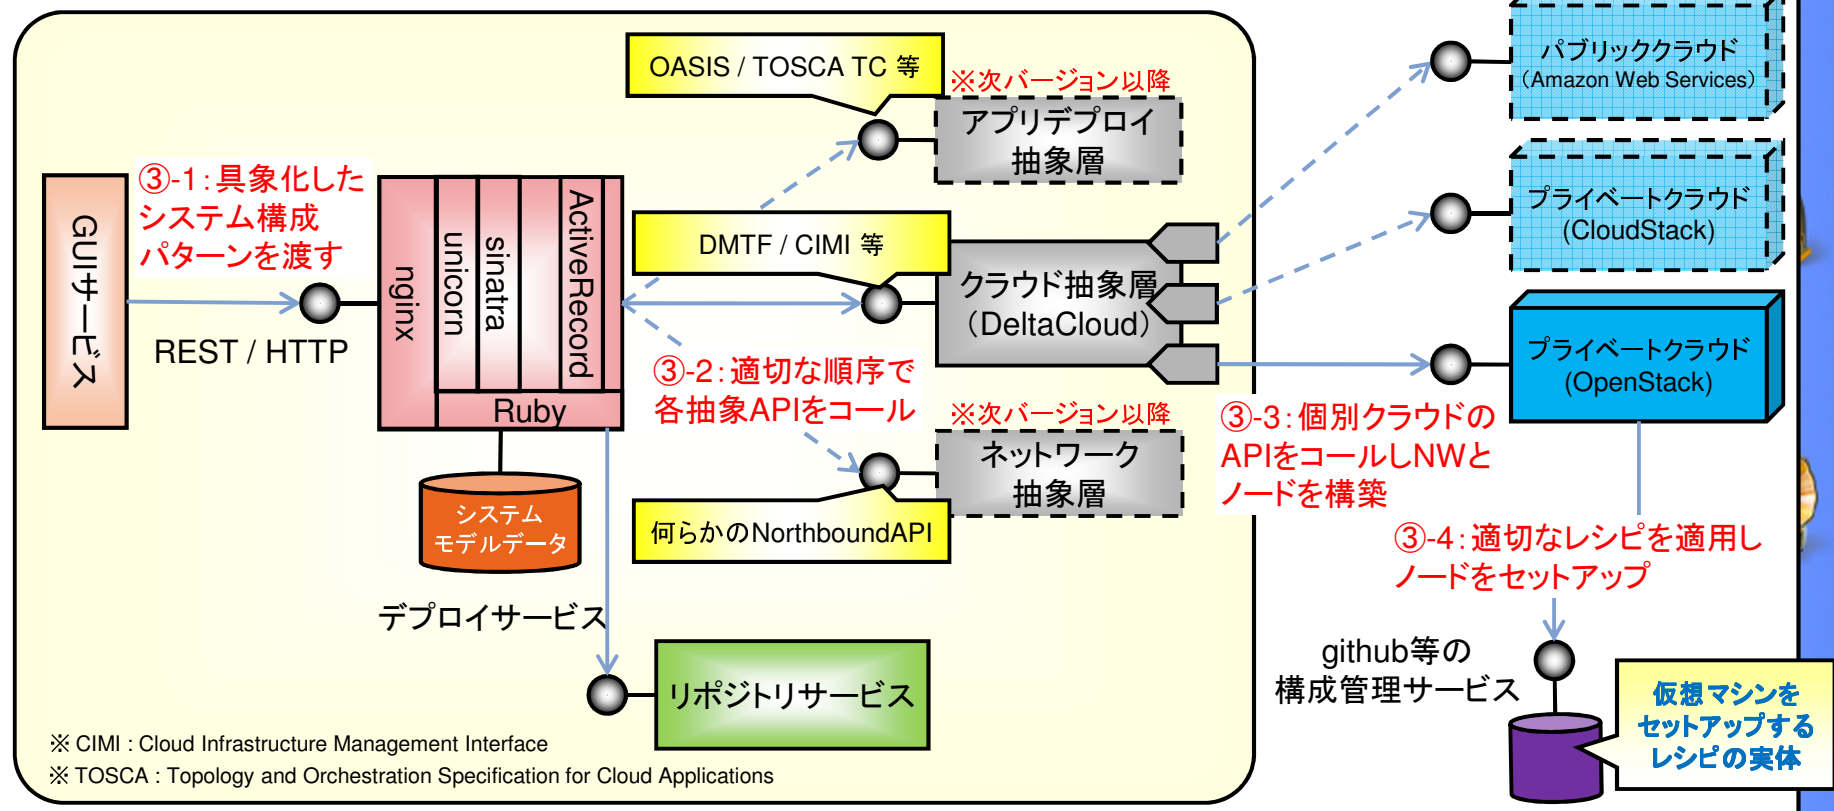 OASIS / TOSCA TC 等
※次バージョン以降
アプリデプロイ
抽象層
パブリッククラウド
（Amazon Web Services）
③-1：具象化した
システム構成
パターンを渡す
GUIサービス
REST / HTTP
nginx
unicorn
sinatra
ActiveRecord
Ruby
DMTF / CIMI 等
クラウド抽象層
（DeltaCloud）
プライベートクラウド
(CloudStack)
プライベートクラウド
(OpenStack)
③-2：適切な順序で
各抽象APIをコール
※次バージョン以降
ネットワーク
抽象層
③-3：個別クラウドの
APIをコールしNWと
ノードを構築
システム
モデルデータ
何らかのNorthboundAPI
③-4：適切なレシピを適用し
ノードをセットアップ
デプロイサービス
リポジトリサービス
github等の
構成管理サービス
仮想マシンを
セットアップする
レシピの実体
※ CIMI : Cloud Infrastructure Management Interface
※ TOSCA : Topology and Orchestration Specification for Cloud Applications